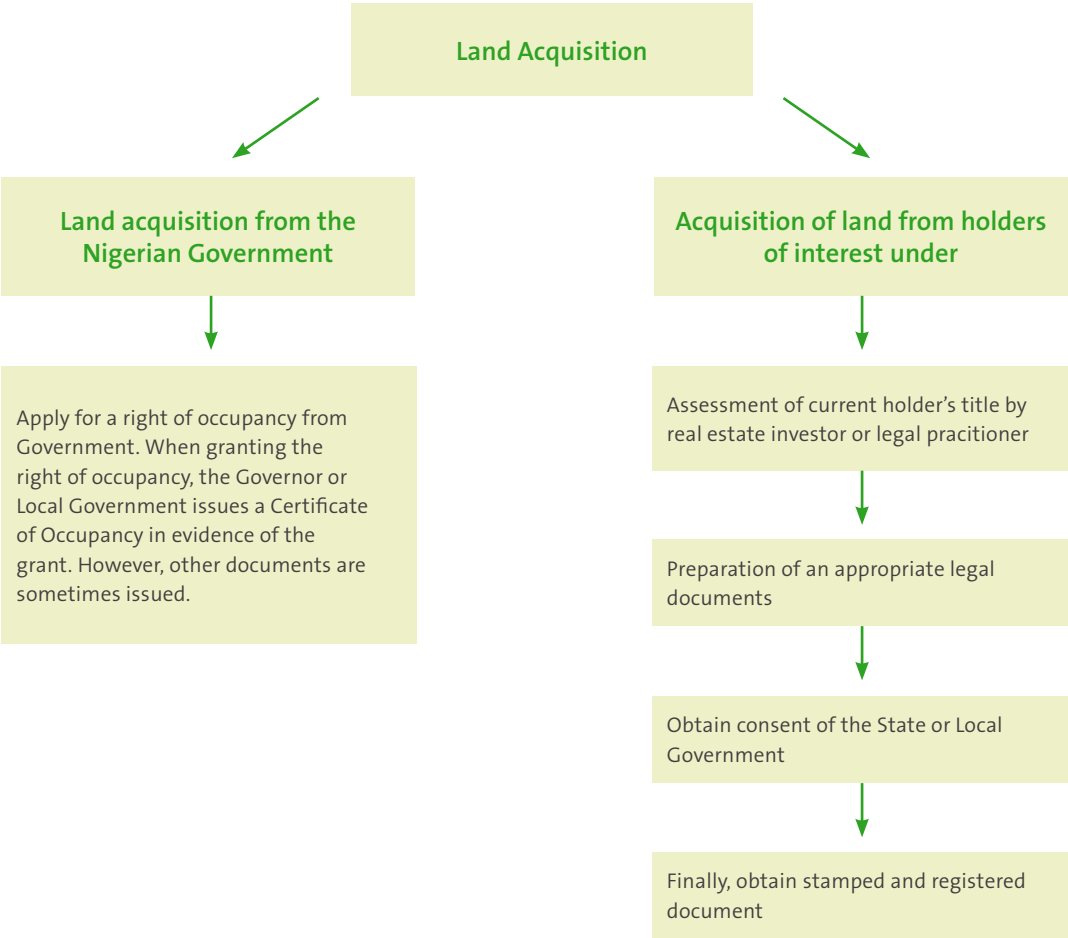 Land Acquisition
Land acquisition from the
Nigerian Government
Apply for a right of occupancy from
Government. When granting the
right of occupancy, the Governor or
Local Government issues a Certificate
of Occupancy in evidence of the
grant. However, other documents are
sometimes issued.
Acquisition of land from holders
of interest under
Assessment of current holder’s title by
real estate investor or legal practitioner
Preparation of an appropriate legal
documents
Obtain consent of the State or Local
Government
Finally, obtain stamped and registered
document